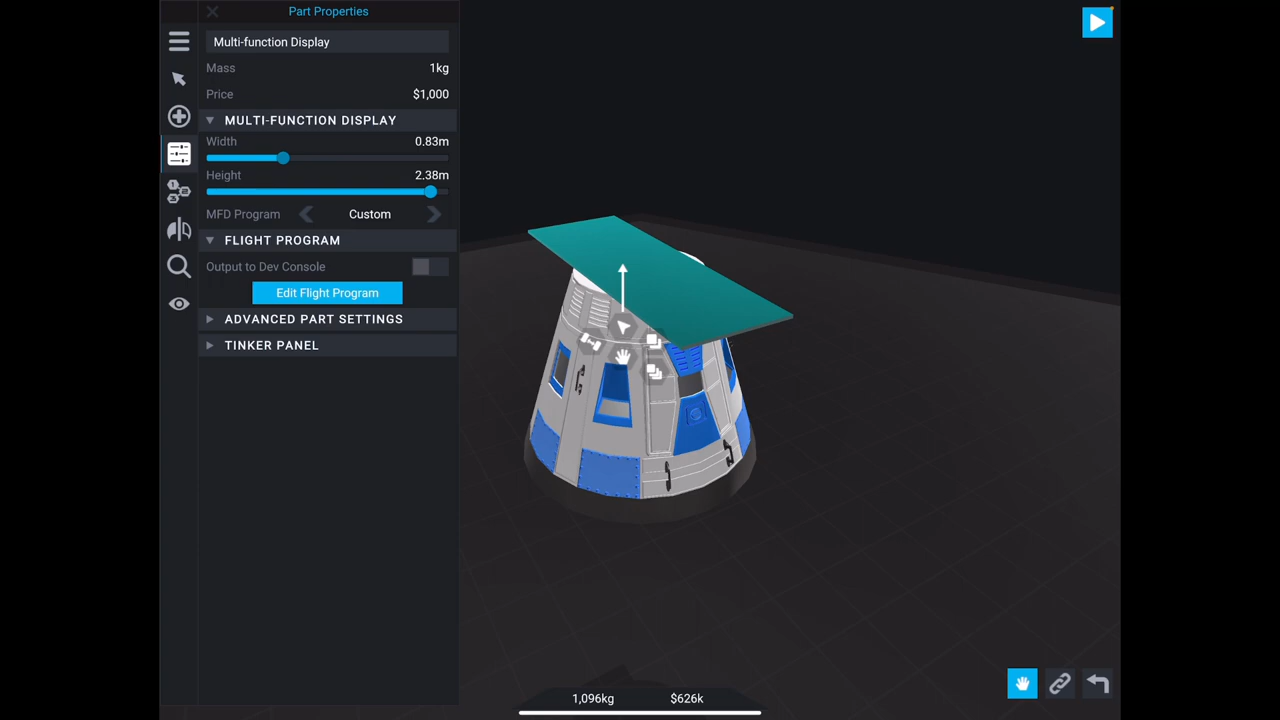 Part Properties
Multi-function Display
Mass 1kg
Price $1,000
MULTI-FUNCTION DISPLAY
Width 0.83m
Height 2.38m
MFD Program Custom
FLIGHT PROGRAM
Output to Dev Console
Edit Flight Program
ADVANCED PART SETTINGS
TINKER PANEL
1,096kg $626k